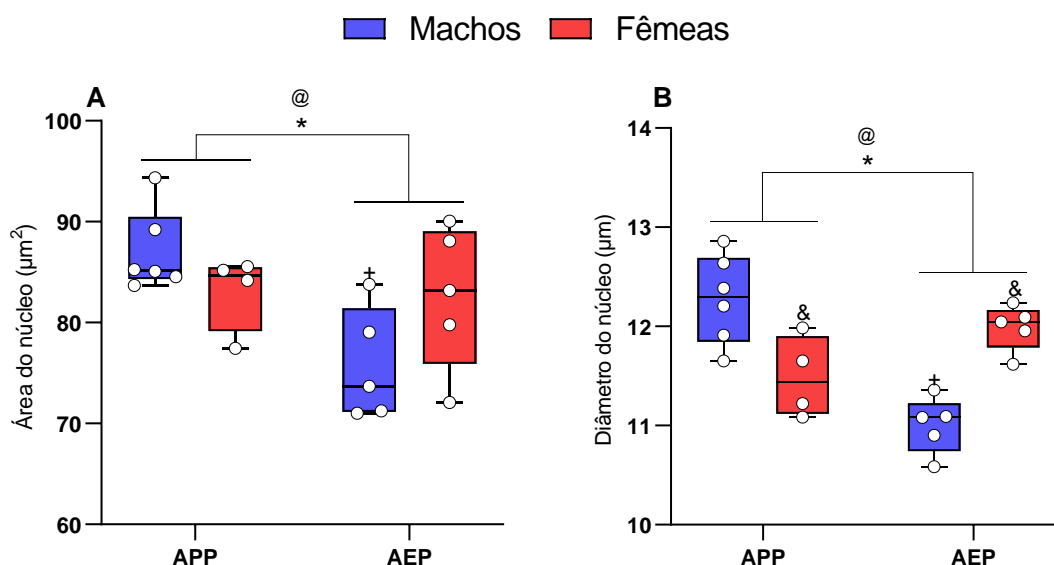 Machos Fêmeas
A
@
*
Área do núcleo (µm²)
100
90
80
70
60
+
APP AEP
B
@
*
Diâmetro do núcleo (µm)
14
13
12
11
10
&
+
&
APP AEP